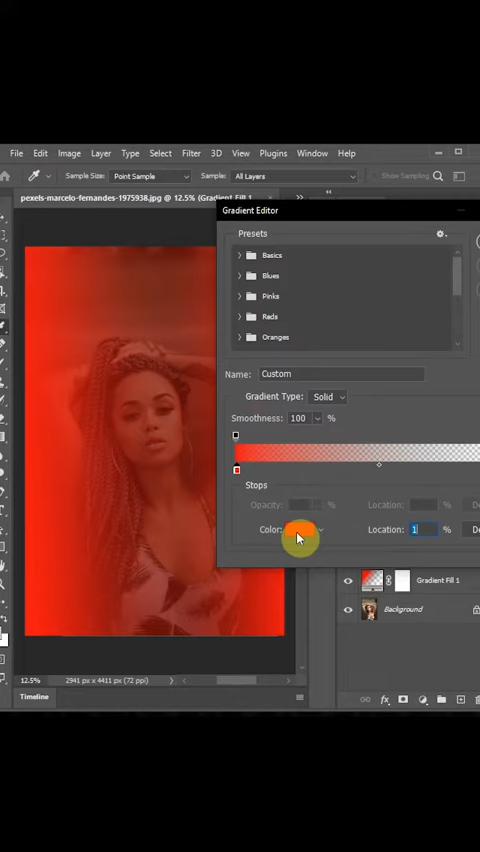 File Edit Image Layer Type Select Filter 3D View Plugins Window Help
Sample Size: Point Sample Sample: All Layers Show Sampling
pexels-marcelo-fernandes-1975938.jpg @ 12.5% (Gradient Fill 1
Gradient Editor
Presets
Basics
Blues
Pinks
Reds
Oranges
Name: Custom
Gradient Type: Solid
Smoothness: 100 %
Stops
Opacity: % Location: % De
Color: Location: 1 % De
Gradient Fill 1
Background
12.5% 2941 px x 4411 px (72 ppi)
Timeline
fx